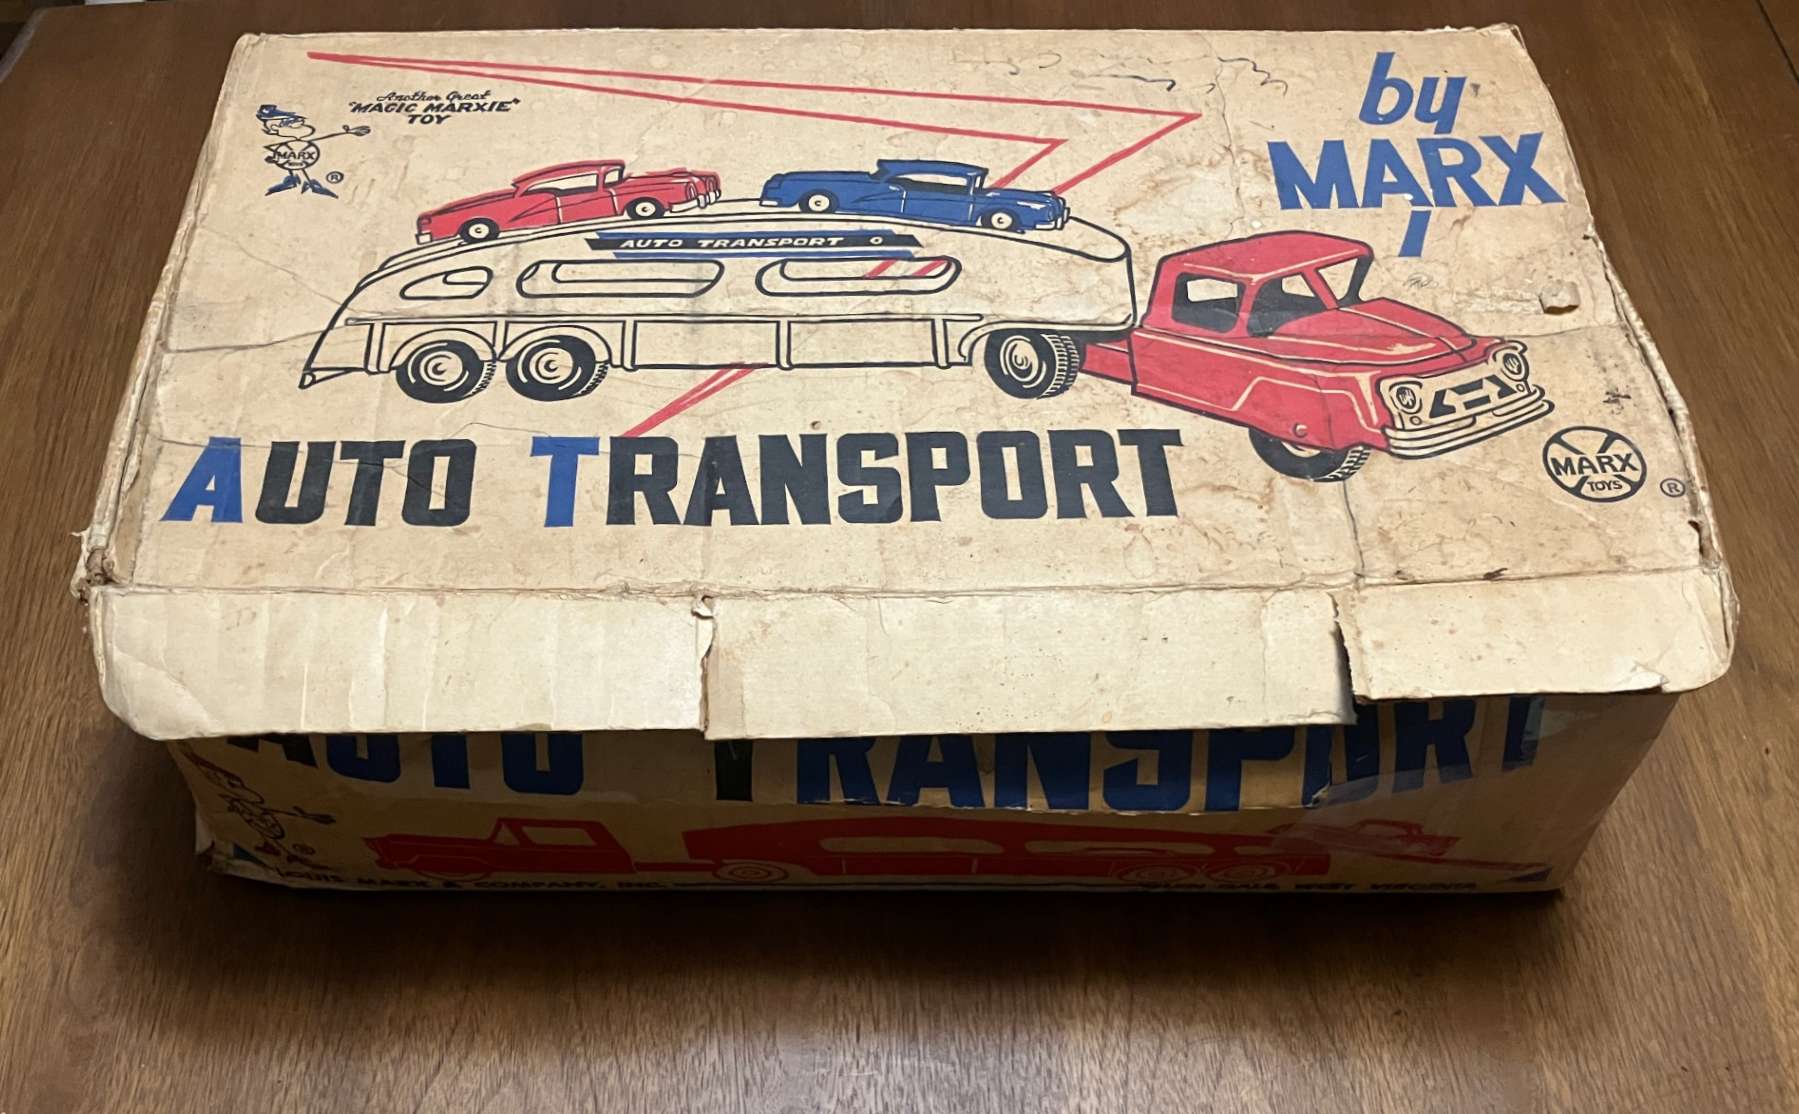 Another Great
"MAGIC MARXIE"
TOY
MARX
®
by
MARX
AUTO TRANSPORT
AUTO TRANSPORT
MARX
TOYS
®
AUTO TRANSPORT
®
LOUIS MARX & COMPANY, INC.
GLEN DALE, WEST VIRGINIA